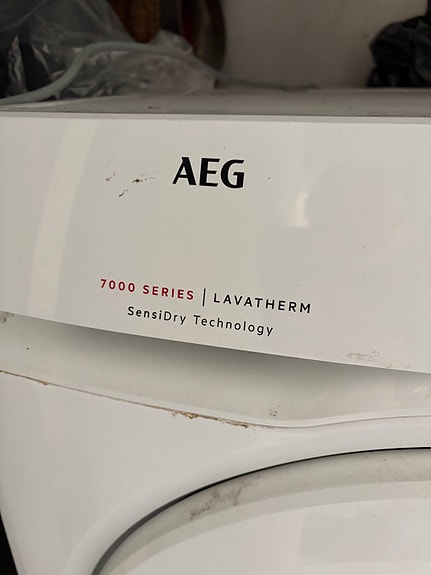 AEG
7000 SERIES | LAVATHERM
SensiDry Technology